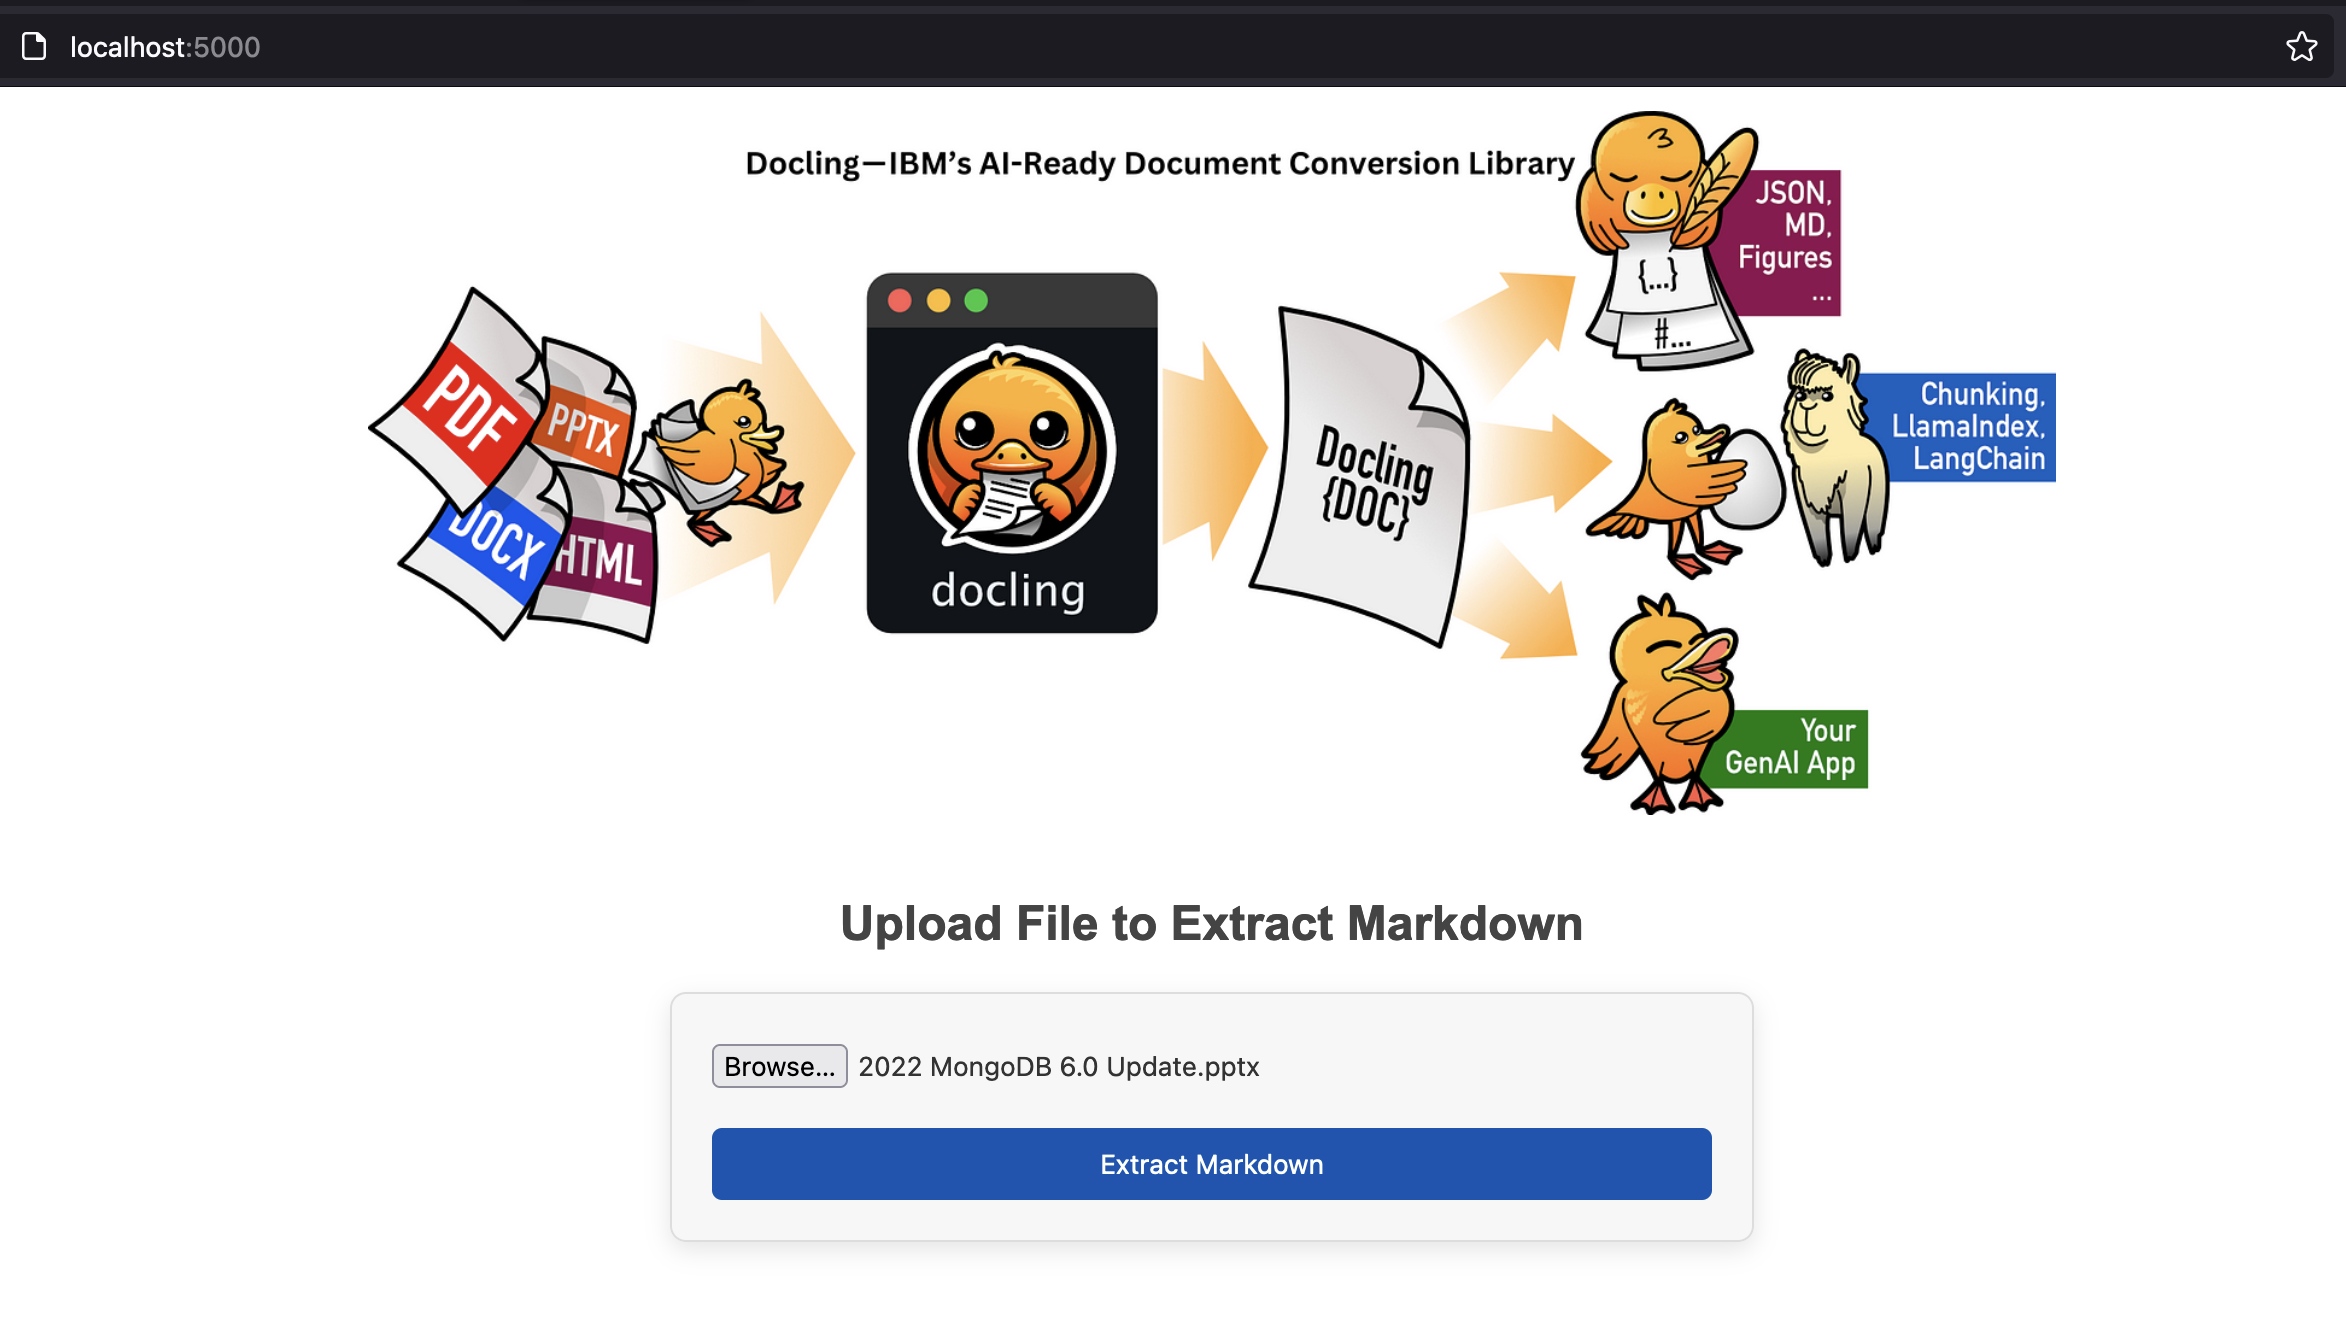 localhost:5000
Docling—IBM's AI-Ready Document Conversion Library
JSON,
MD,
Figures
...
{...}
#...
PDF
PPTX
DOCX
HTML
docling
Docling
{DOC}
Chunking,
LlamaIndex,
LangChain
Your
GenAI App
Upload File to Extract Markdown
Browse... 2022 MongoDB 6.0 Update.pptx
Extract Markdown